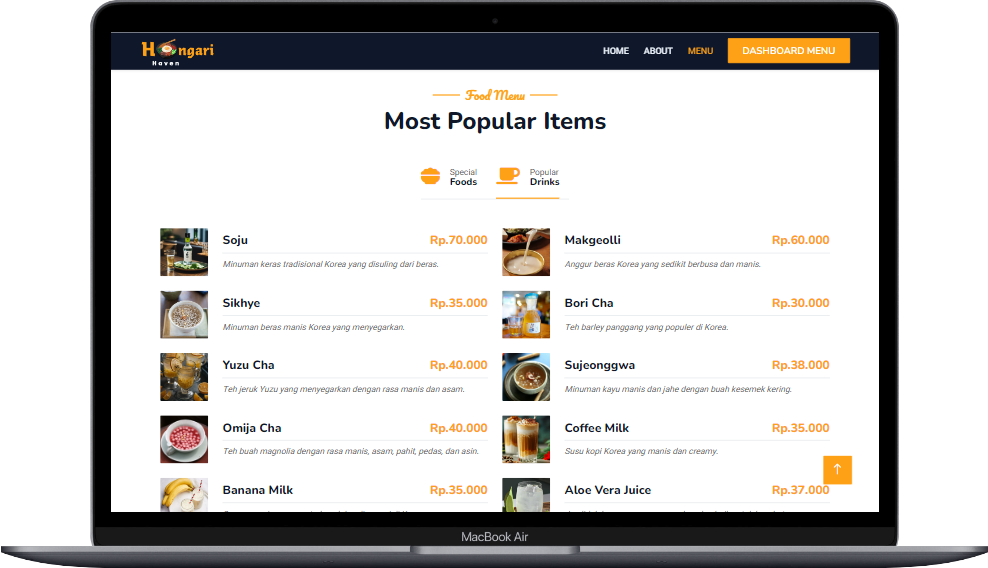 Hongari
Haven
HOME ABOUT MENU DASHBOARD MENU
Food Menu
Most Popular Items
Special
Foods
Popular
Drinks
Soju Rp.70.000
Minuman keras tradisional Korea yang disuling dari beras.
Makgeolli Rp.60.000
Anggur beras Korea yang sedikit berbusa dan manis.
Sikhye Rp.35.000
Minuman beras manis Korea yang menyegarkan.
Bori Cha Rp.30.000
Teh barley panggang yang populer di Korea.
Yuzu Cha Rp.40.000
Teh jeruk Yuzu yang menyegarkan dengan rasa manis dan asam.
Sujeonggwa Rp.38.000
Minuman kayu manis dan jahe dengan buah kesemek kering.
Omija Cha Rp.40.000
Teh buah magnolia dengan rasa manis, asam, pahit, pedas, dan asin.
Coffee Milk Rp.35.000
Susu kopi Korea yang manis dan creamy.
Banana Milk Rp.35.000
Aloe Vera Juice Rp.37.000
MacBook Air